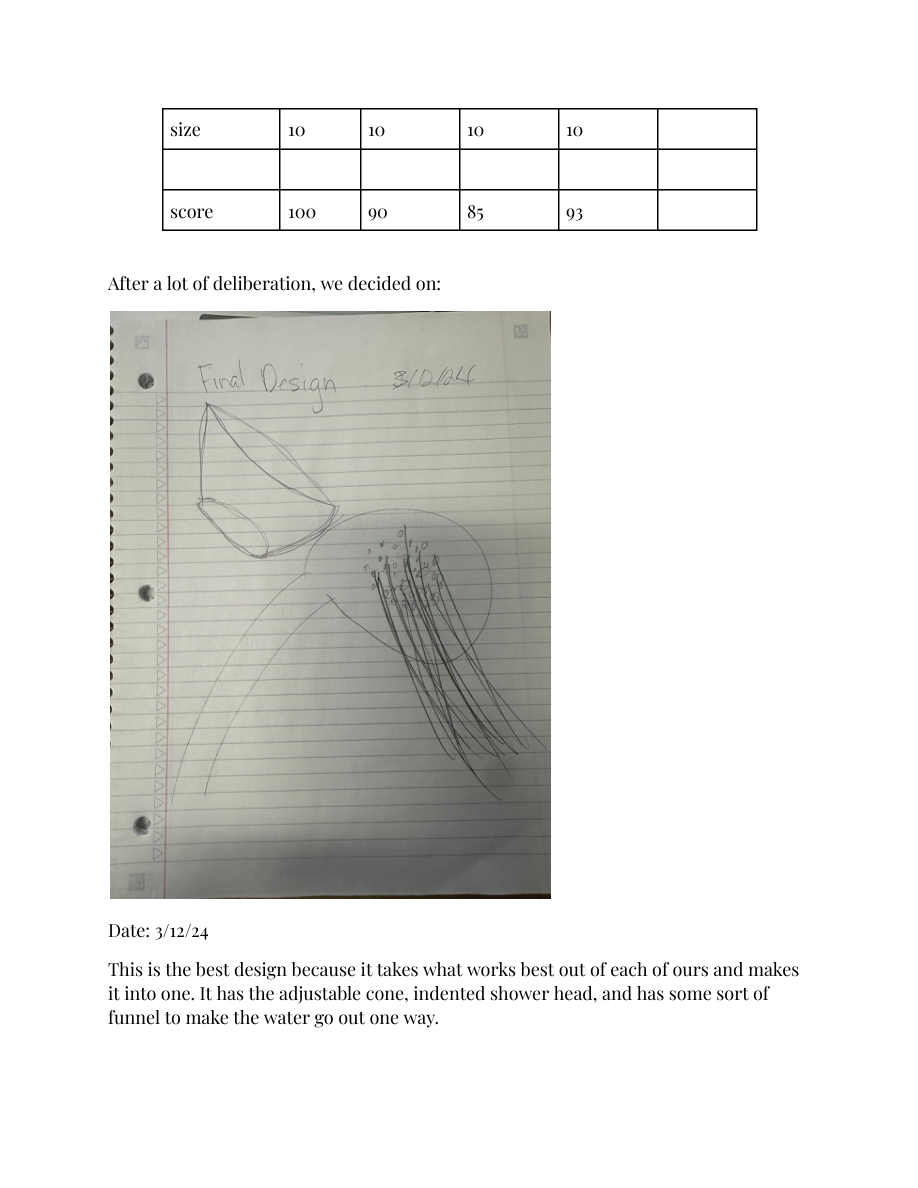 size 10 10 10 10
score 100 90 85 93
After a lot of deliberation, we decided on:
Final Design 3/12/24
Date: 3/12/24
This is the best design because it takes what works best out of each of ours and makes
it into one. It has the adjustable cone, indented shower head, and has some sort of
funnel to make the water go out one way.